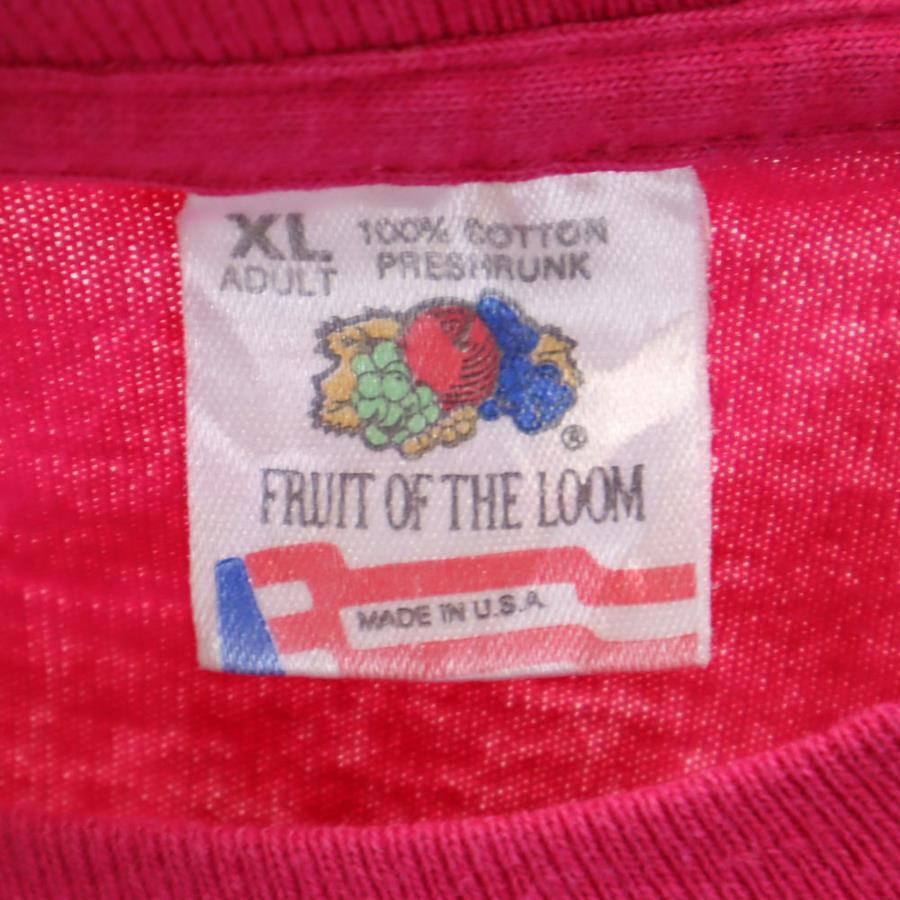 XL 100% COTTON
ADULT PRESHRUNK
®
FRUIT OF THE LOOM
MADE IN U.S.A.